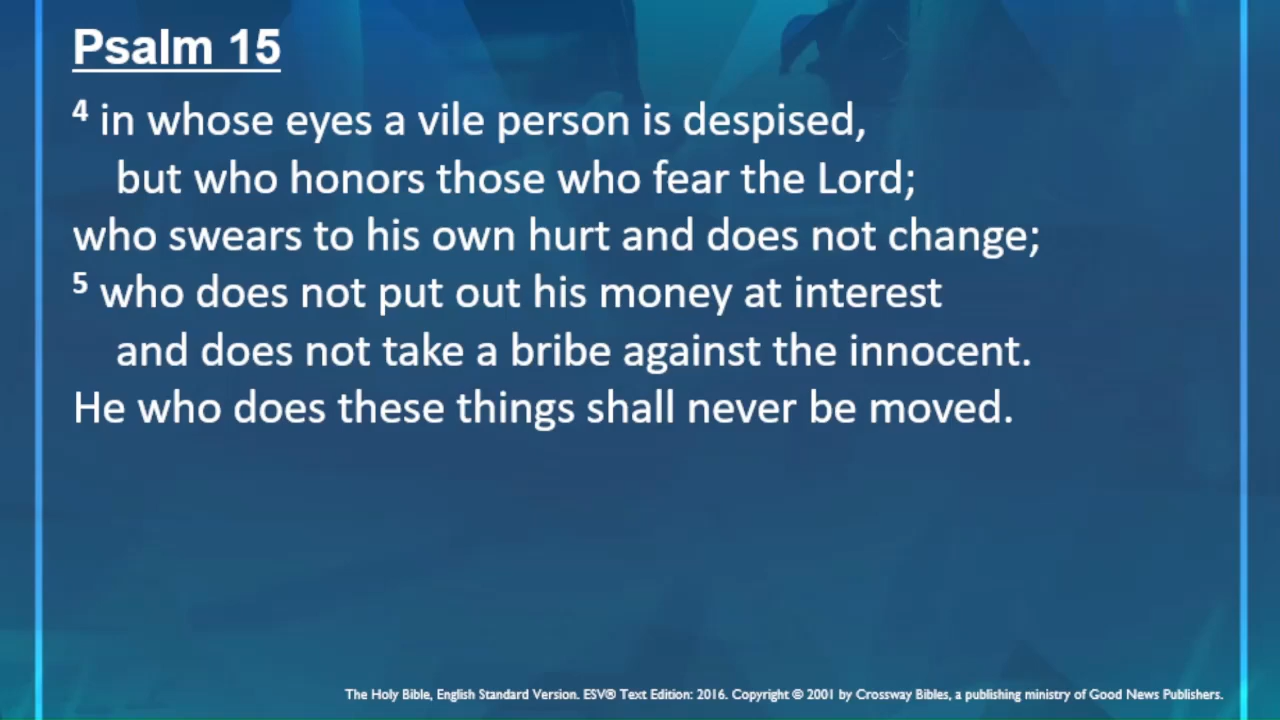 Psalm 15
4 in whose eyes a vile person is despised,
but who honors those who fear the Lord;
who swears to his own hurt and does not change;
5 who does not put out his money at interest
and does not take a bribe against the innocent.
He who does these things shall never be moved.
The Holy Bible, English Standard Version. ESV® Text Edition: 2016. Copyright © 2001 by Crossway Bibles, a publishing ministry of Good News Publishers.